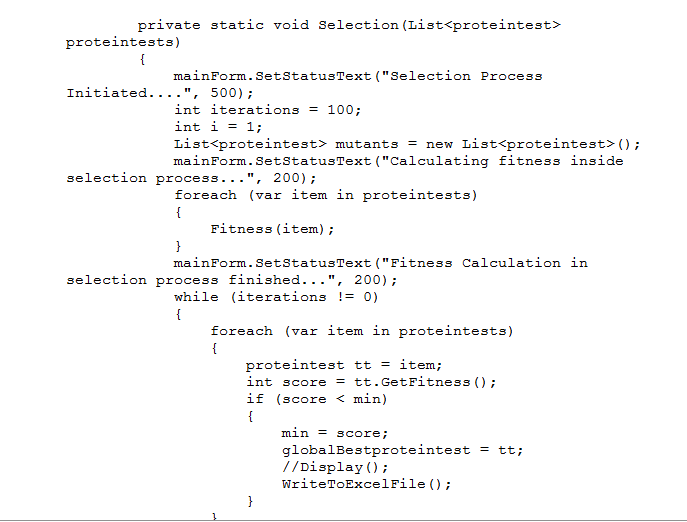 private static void Selection(List<proteintest>
proteintests)
{
mainForm.SetStatusText("Selection Process
Initiated....", 500);
int iterations = 100;
int i = 1;
List<proteintest> mutants = new List<proteintest>();
mainForm.SetStatusText("Calculating fitness inside
selection process...", 200);
foreach (var item in proteintests)
{
Fitness(item);
}
mainForm.SetStatusText("Fitness Calculation in
selection process finished...", 200);
while (iterations != 0)
{
foreach (var item in proteintests)
{
proteintest tt = item;
int score = tt.GetFitness();
if (score < min)
{
min = score;
globalBestproteintest = tt;
//Display();
WriteToExcelFile();
}
}